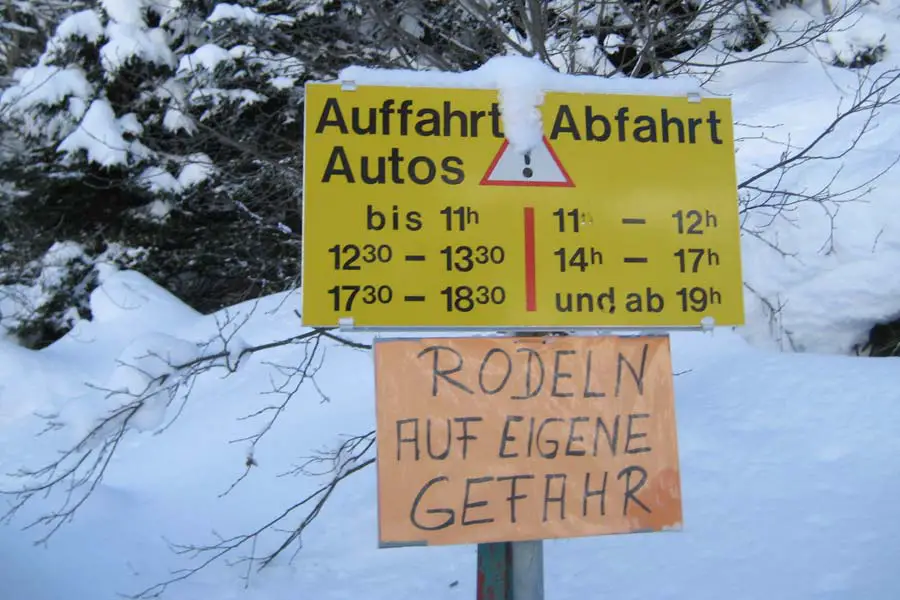 Auffahrt Abfahrt
Autos !
bis 11h 11h – 12h
12³⁰ – 13³⁰ 14h – 17h
17³⁰ – 18³⁰ und ab 19h
RODELN
AUF EIGENE
GEFAHR